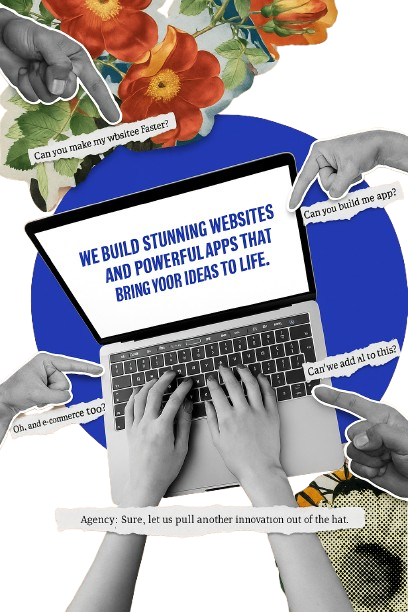 Can you make my wbsitee Faster?
Can you build me app?
WE BUILD STUNNING WEBSITES
AND POWERFUL APPS THAT
BRING YOUR IDEAS TO LIFE.
Can we add AI to this?
Oh, and e-commerce too?
Agency: Sure, let us pull another innovation out of the hat.